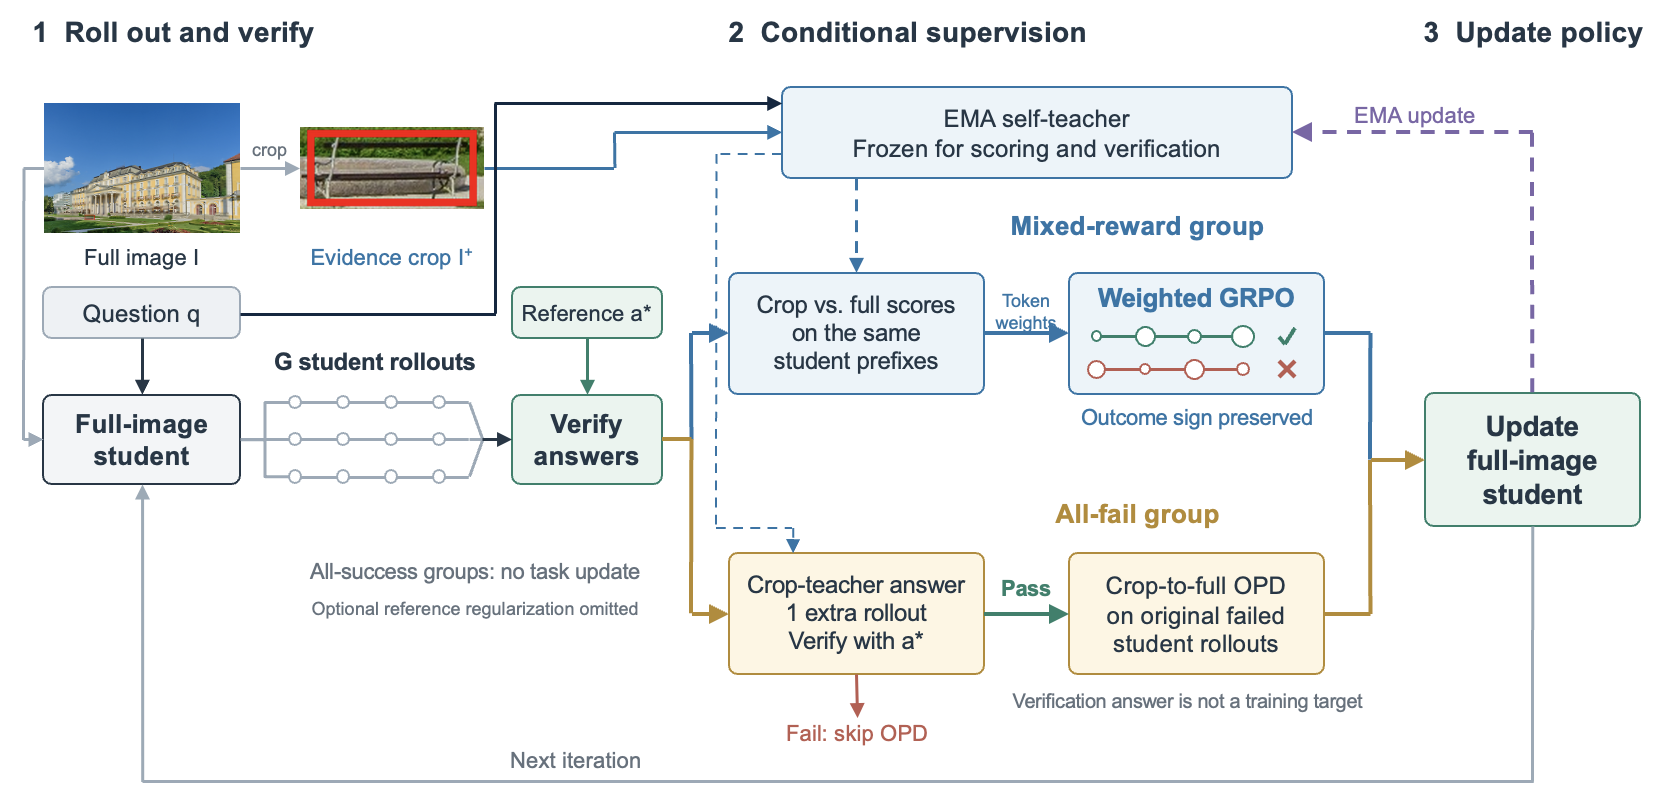 1 Roll out and verify
2 Conditional supervision
3 Update policy
crop
Full image I
Evidence crop I⁺
EMA self-teacher
Frozen for scoring and verification
EMA update
Question q
Reference a*
G student rollouts
Full-image
student
Verify
answers
Mixed-reward group
Crop vs. full scores
on the same
student prefixes
Token
weights
Weighted GRPO
Outcome sign preserved
Update
full-image
student
All-success groups: no task update
Optional reference regularization omitted
All-fail group
Crop-teacher answer
1 extra rollout
Verify with a*
Pass
Crop-to-full OPD
on original failed
student rollouts
Verification answer is not a training target
Fail: skip OPD
Next iteration